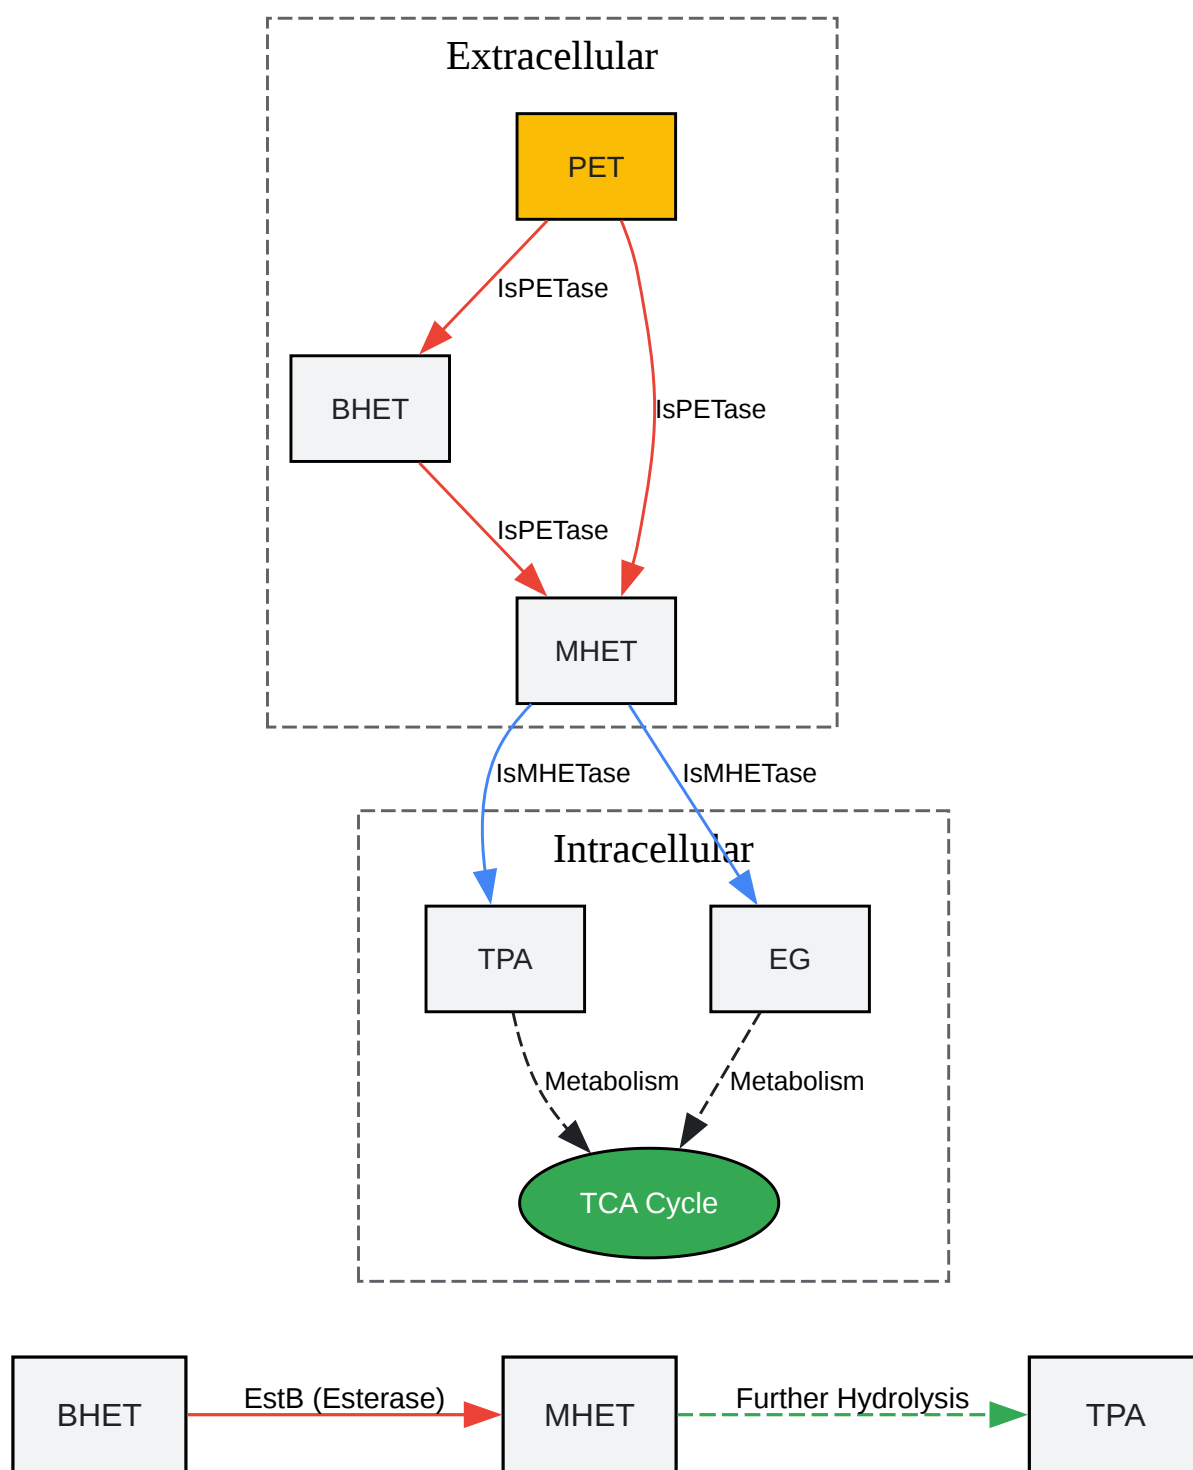 Extracellular
PET
IsPETase
BHET
IsPETase
IsPETase
MHET
IsMHETase
IsMHETase
Intracellular
TPA
EG
Metabolism
Metabolism
TCA Cycle
BHET
EstB (Esterase)
MHET
Further Hydrolysis
TPA